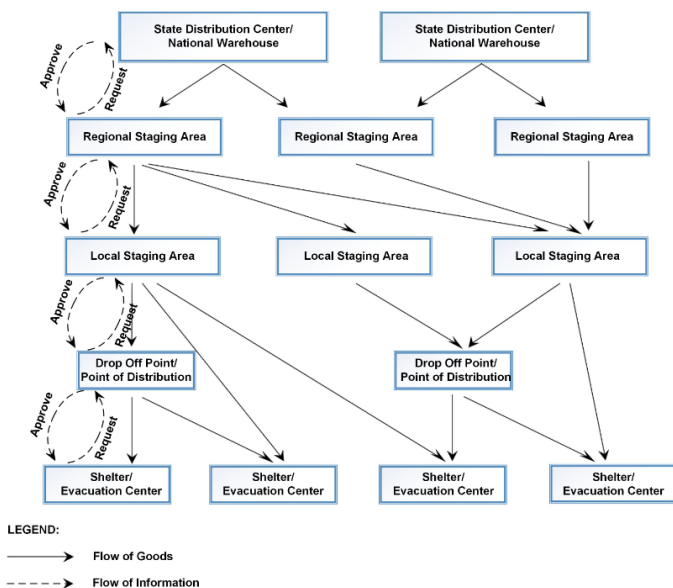 State Distribution Center/
National Warehouse
State Distribution Center/
National Warehouse
Approve
Request
Regional Staging Area
Regional Staging Area
Regional Staging Area
Approve
Request
Local Staging Area
Local Staging Area
Local Staging Area
Approve
Request
Drop Off Point/
Point of Distribution
Drop Off Point/
Point of Distribution
Approve
Request
Shelter/
Evacuation Center
Shelter/
Evacuation Center
Shelter/
Evacuation Center
Shelter/
Evacuation Center
LEGEND:
Flow of Goods
Flow of Information